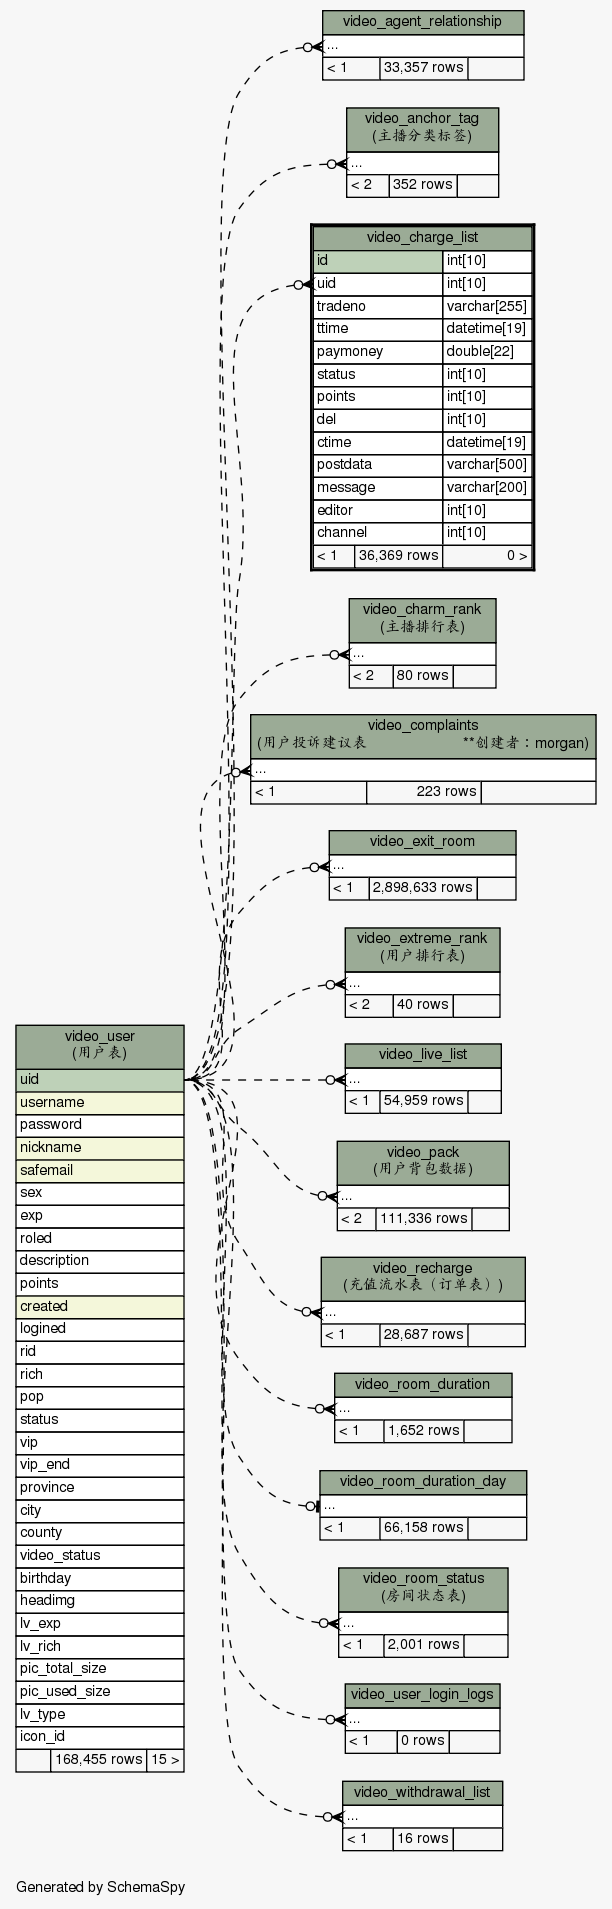 video_agent_relationship
...
< 1 33,357 rows
video_anchor_tag
(主播分类标签)
...
< 2 352 rows
video_charge_list
id int[10]
uid int[10]
tradeno varchar[255]
ttime datetime[19]
paymoney double[22]
status int[10]
points int[10]
del int[10]
ctime datetime[19]
postdata varchar[500]
message varchar[200]
editor int[10]
channel int[10]
< 1 36,369 rows 0 >
video_charm_rank
(主播排行表)
...
< 2 80 rows
video_complaints
(用户投诉建议表 **创建者：morgan)
...
< 1 223 rows
video_exit_room
...
< 1 2,898,633 rows
video_extreme_rank
(用户排行表)
...
< 2 40 rows
video_live_list
...
< 1 54,959 rows
video_pack
(用户背包数据)
...
< 2 111,336 rows
video_recharge
(充值流水表（订单表）)
...
< 1 28,687 rows
video_room_duration
...
< 1 1,652 rows
video_room_duration_day
...
< 1 66,158 rows
video_room_status
(房间状态表)
...
< 1 2,001 rows
video_user_login_logs
...
< 1 0 rows
video_withdrawal_list
...
< 1 16 rows
video_user
(用户表)
uid
username
password
nickname
safemail
sex
exp
roled
description
points
created
logined
rid
rich
pop
status
vip
vip_end
province
city
county
video_status
birthday
headimg
lv_exp
lv_rich
pic_total_size
pic_used_size
lv_type
icon_id
168,455 rows 15 >
Generated by SchemaSpy